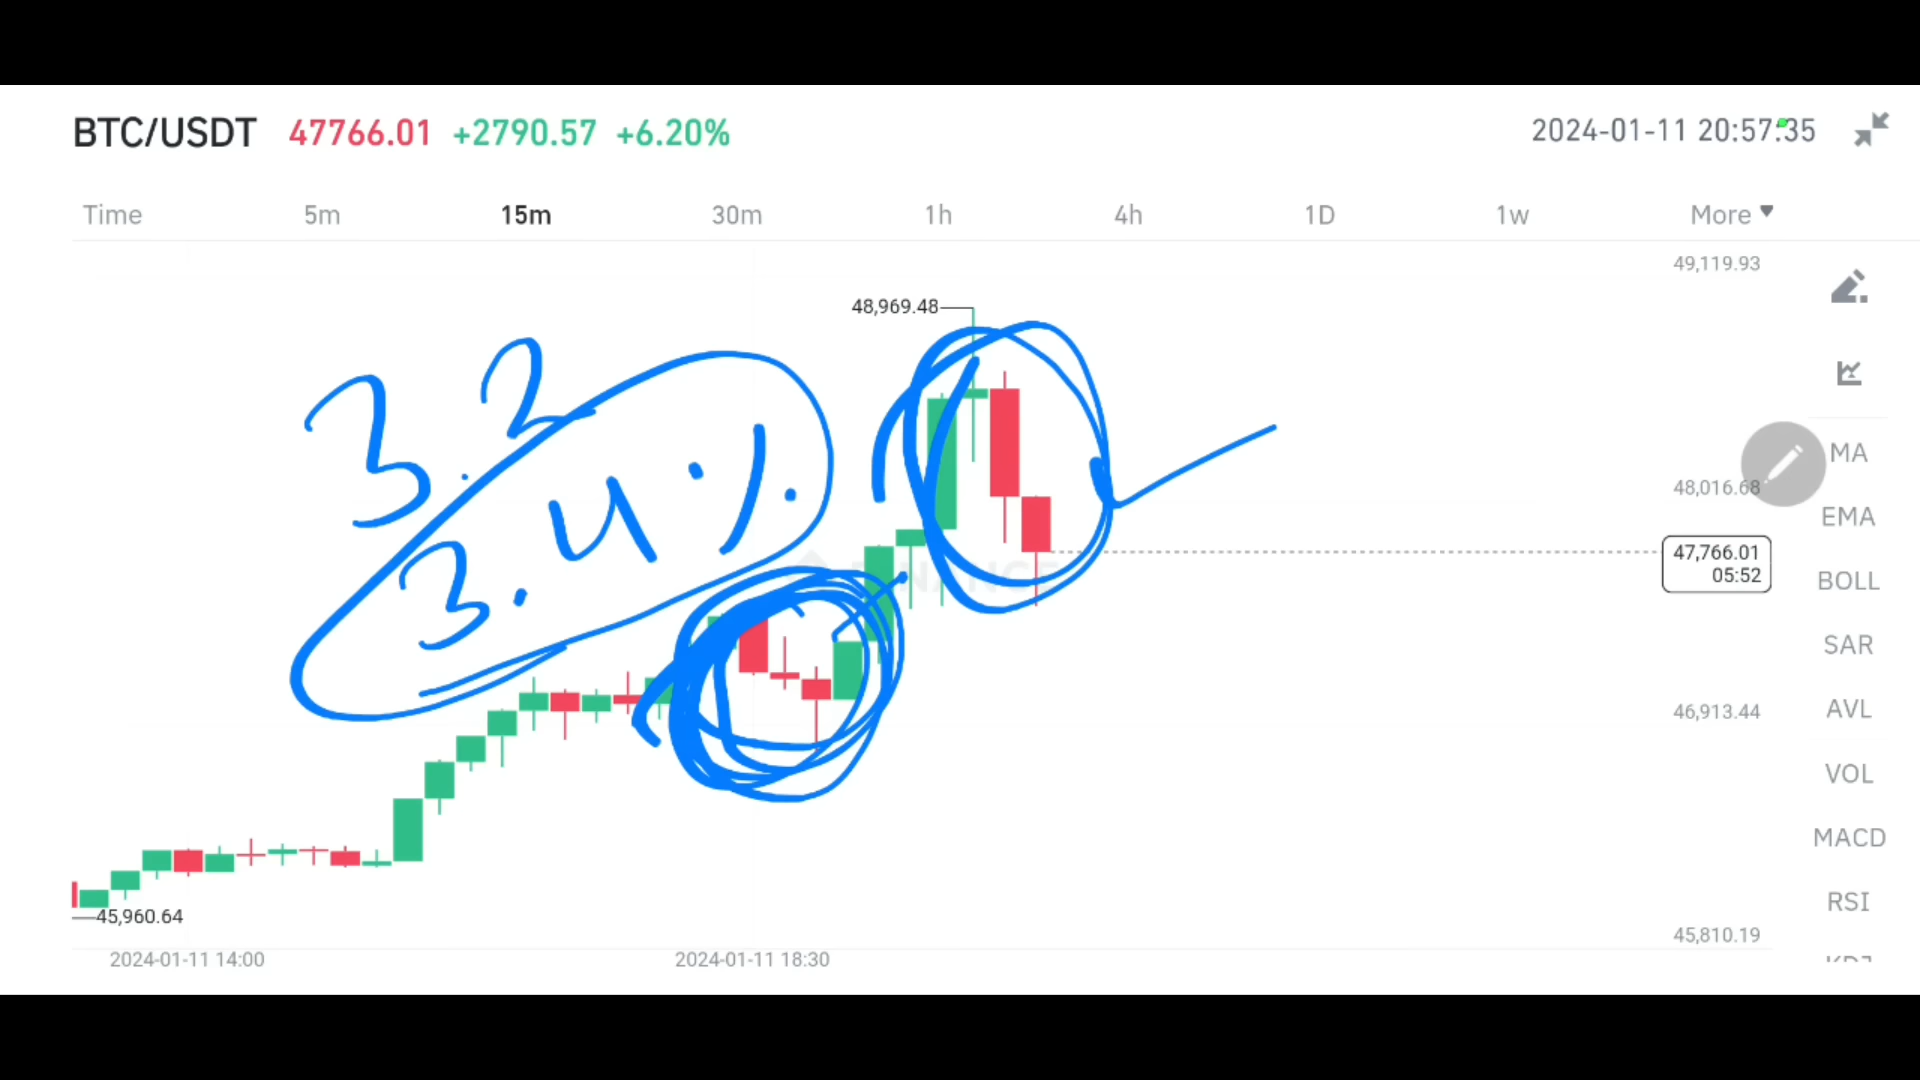 BTC/USDT 47766.01 +2790.57 +6.20% 2024-01-11 20:57:35
Time 5m 15m 30m 1h 4h 1D 1w More
49,119.93
48,969.48
3.2
3.4%
MA
48,016.68
EMA
47,766.01
05:52
BOLL
SAR
46,913.44
AVL
VOL
MACD
RSI
45,960.64
45,810.19
2024-01-11 14:00 2024-01-11 18:30